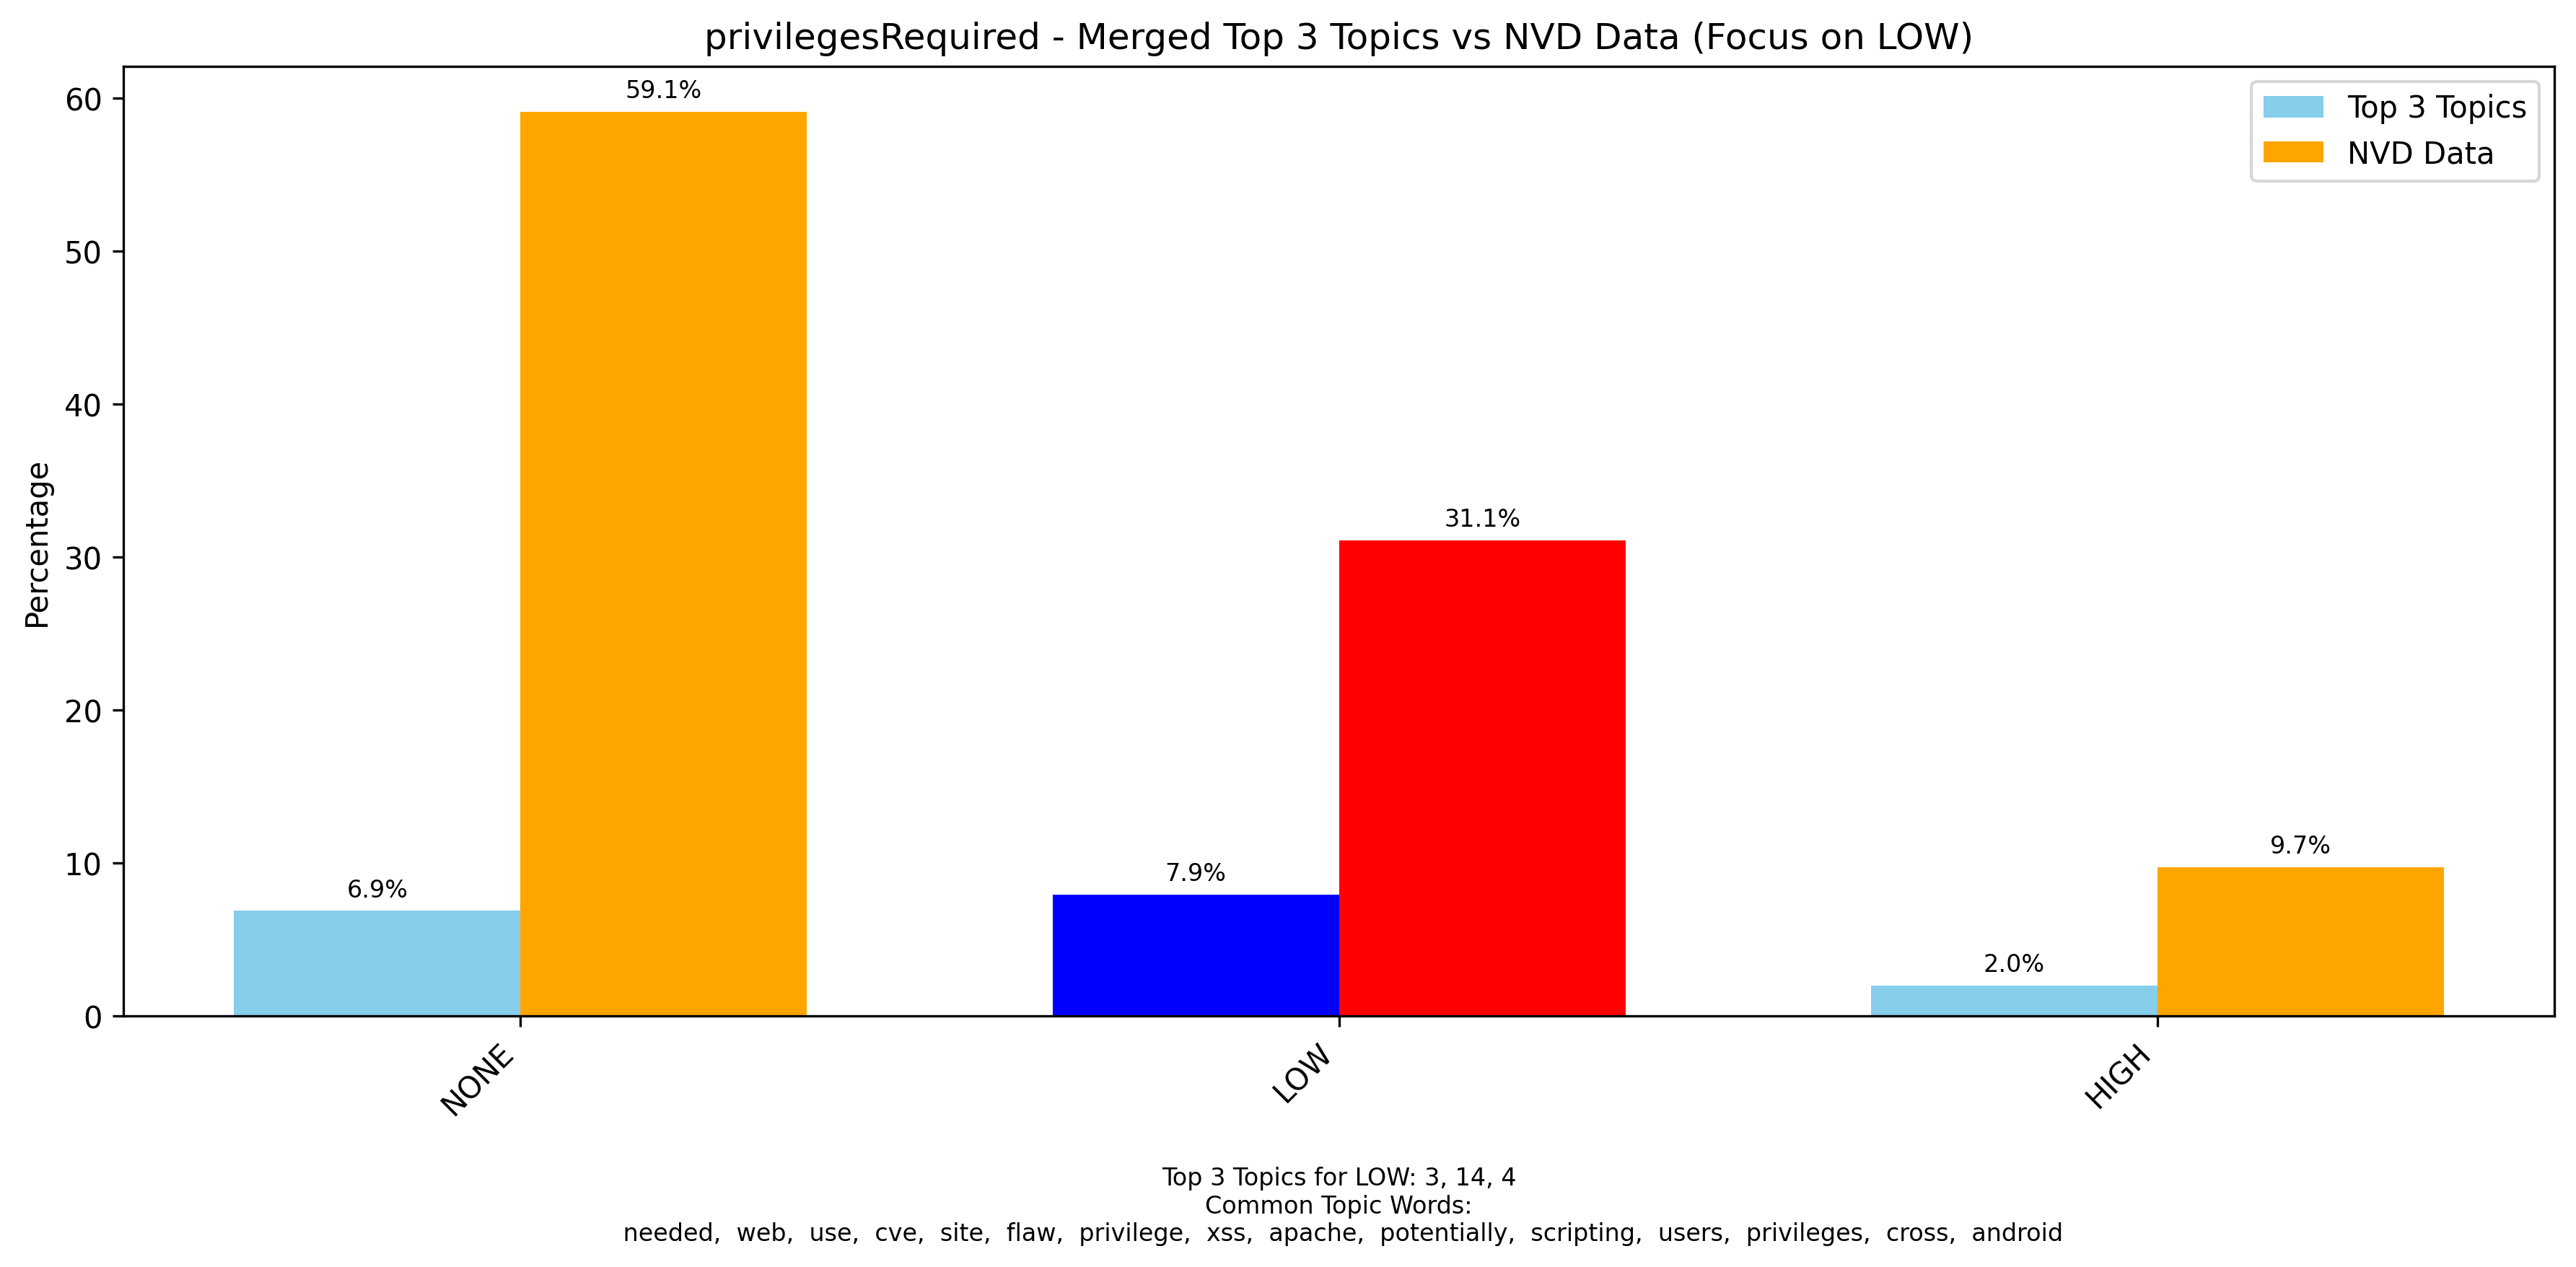 privilegesRequired - Merged Top 3 Topics vs NVD Data (Focus on LOW)
Top 3 Topics
NVD Data
Percentage
60
50
40
30
20
10
0
6.9%
59.1%
7.9%
31.1%
2.0%
9.7%
NONE
LOW
HIGH
Top 3 Topics for LOW: 3, 14, 4
Common Topic Words:
needed, web, use, cve, site, flaw, privilege, xss, apache, potentially, scripting, users, privileges, cross, android